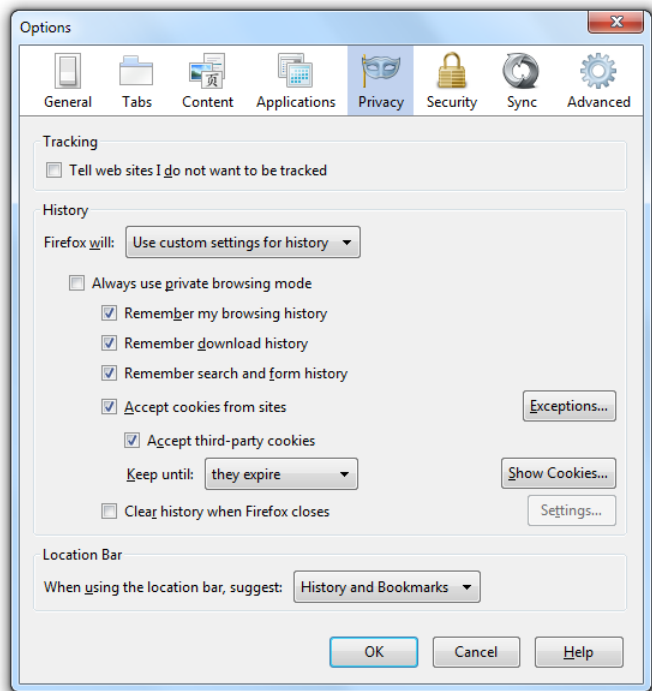 Options
General Tabs Content Applications Privacy Security Sync Advanced
Tracking
Tell web sites I do not want to be tracked
History
Firefox will: Use custom settings for history
Always use private browsing mode
Remember my browsing history
Remember download history
Remember search and form history
Accept cookies from sites Exceptions...
Accept third-party cookies
Keep until: they expire Show Cookies...
Clear history when Firefox closes Settings...
Location Bar
When using the location bar, suggest: History and Bookmarks
OK Cancel Help